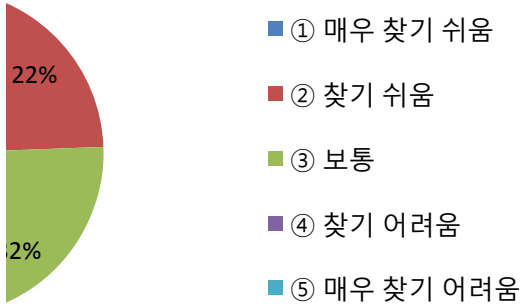 22%
① 매우 찾기 쉬움
② 찾기 쉬움
③ 보통
④ 찾기 어려움
⑤ 매우 찾기 어려움